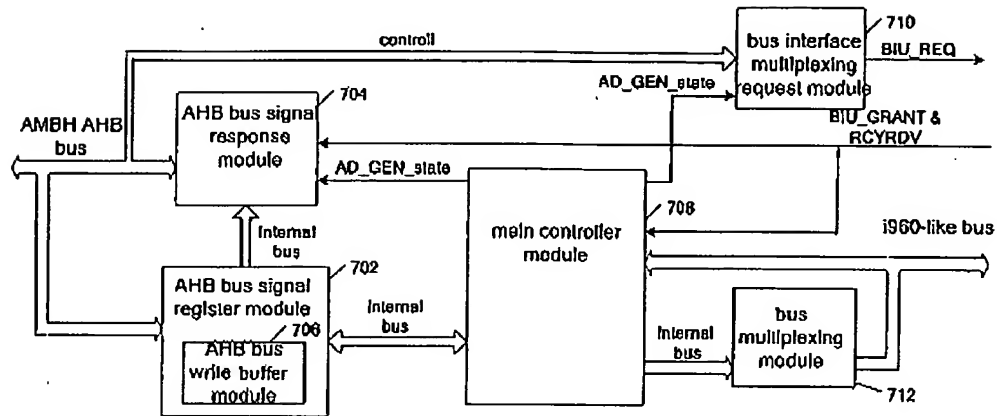 710
controll
bus interface
multiplexing
request module
BIU_REQ
AD_GEN_state
704
AHB bus signal
response
module
AMBH AHB
bus
BIU_GRANT &
RCYRDV
AD_GEN_state
708
main controller
module
i960-like bus
Internal
bus
702
AHB bus signal
register module
706
AHB bus
write buffer
module
Internal
bus
Internal
bus
bus
multiplexing
module
712